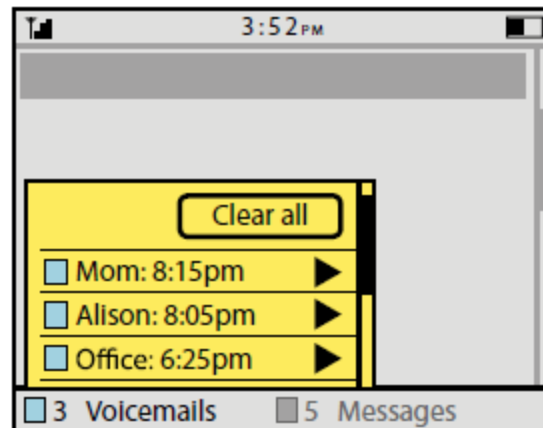 3:52PM
Clear all
Mom: 8:15pm
Alison: 8:05pm
Office: 6:25pm
3 Voicemails 5 Messages